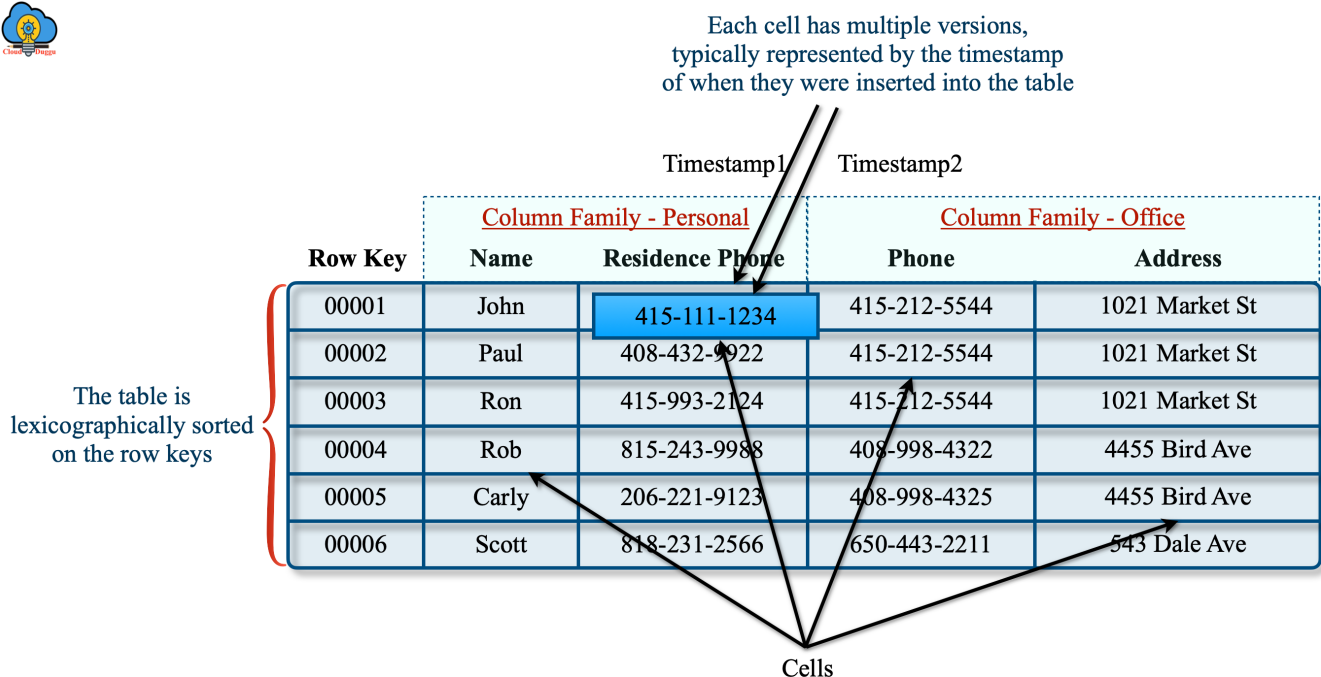 Cloud Duggu
Each cell has multiple versions,
typically represented by the timestamp
of when they were inserted into the table
Timestamp1 Timestamp2
Column Family - Personal Column Family - Office
Row Key Name Residence Phone Phone Address
00001 John 415-111-1234 415-212-5544 1021 Market St
00002 Paul 408-432-9922 415-212-5544 1021 Market St
00003 Ron 415-993-2124 415-212-5544 1021 Market St
00004 Rob 815-243-9988 408-998-4322 4455 Bird Ave
00005 Carly 206-221-9123 408-998-4325 4455 Bird Ave
00006 Scott 818-231-2566 650-443-2211 543 Dale Ave
The table is
lexicographically sorted
on the row keys
Cells